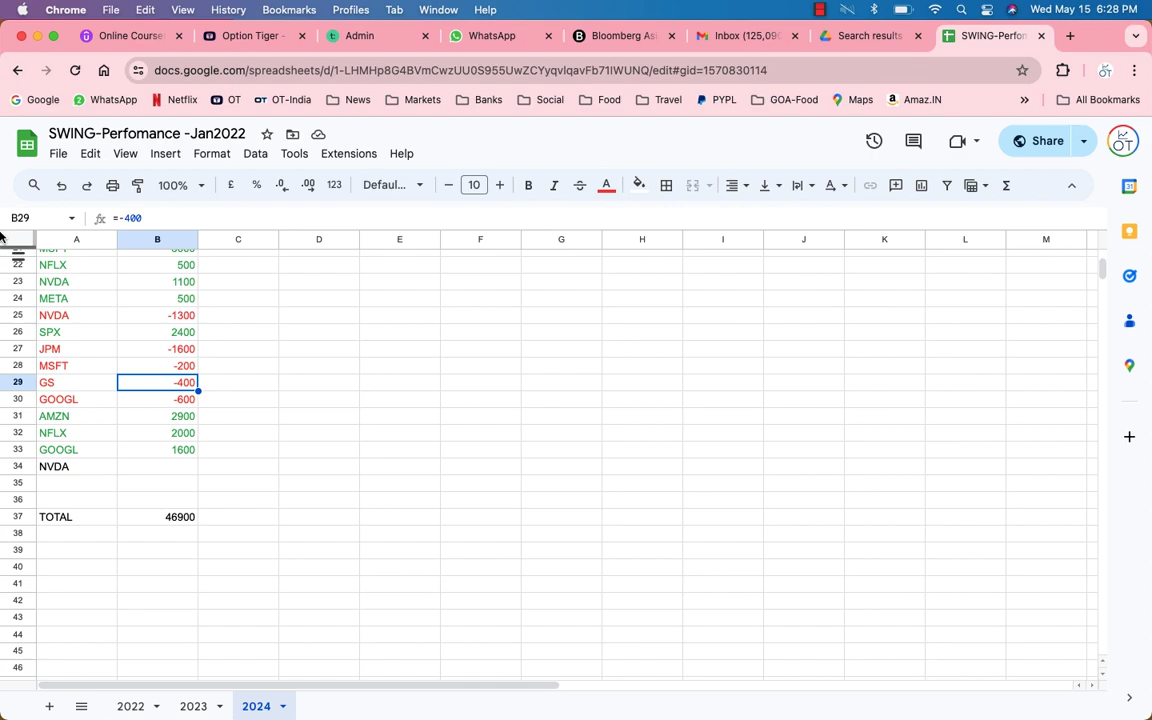 Chrome File Edit View History Bookmarks Profiles Tab Window Help Wed May 15 6:28 PM
Online Course Option Tiger - Admin WhatsApp Bloomberg As Inbox (125,090 Search results SWING-Perfom
docs.google.com/spreadsheets/d/1-LHMHp8G4BVmCwzUU0S955UwZCYyqvlqavFb71IWUNQ/edit#gid=1570830114
Google WhatsApp Netflix OT OT-India News Markets Banks Social Food Travel PYPL GOA-Food Maps Amaz.IN » All Bookmarks
SWING-Perfomance -Jan2022
File Edit View Insert Format Data Tools Extensions Help
Share
OT
100% £ % .0 .00 123 Defaul... − 10 + B I A
B29 fx =-400
A B C D E F G H I J K L M
22 NFLX 500
23 NVDA 1100
24 META 500
25 NVDA -1300
26 SPX 2400
27 JPM -1600
28 MSFT -200
29 GS -400
30 GOOGL -600
31 AMZN 2900
32 NFLX 2000
33 GOOGL 1600
34 NVDA
35
36
37 TOTAL 46900
38
39
40
41
42
43
44
45
46
2022 2023 2024